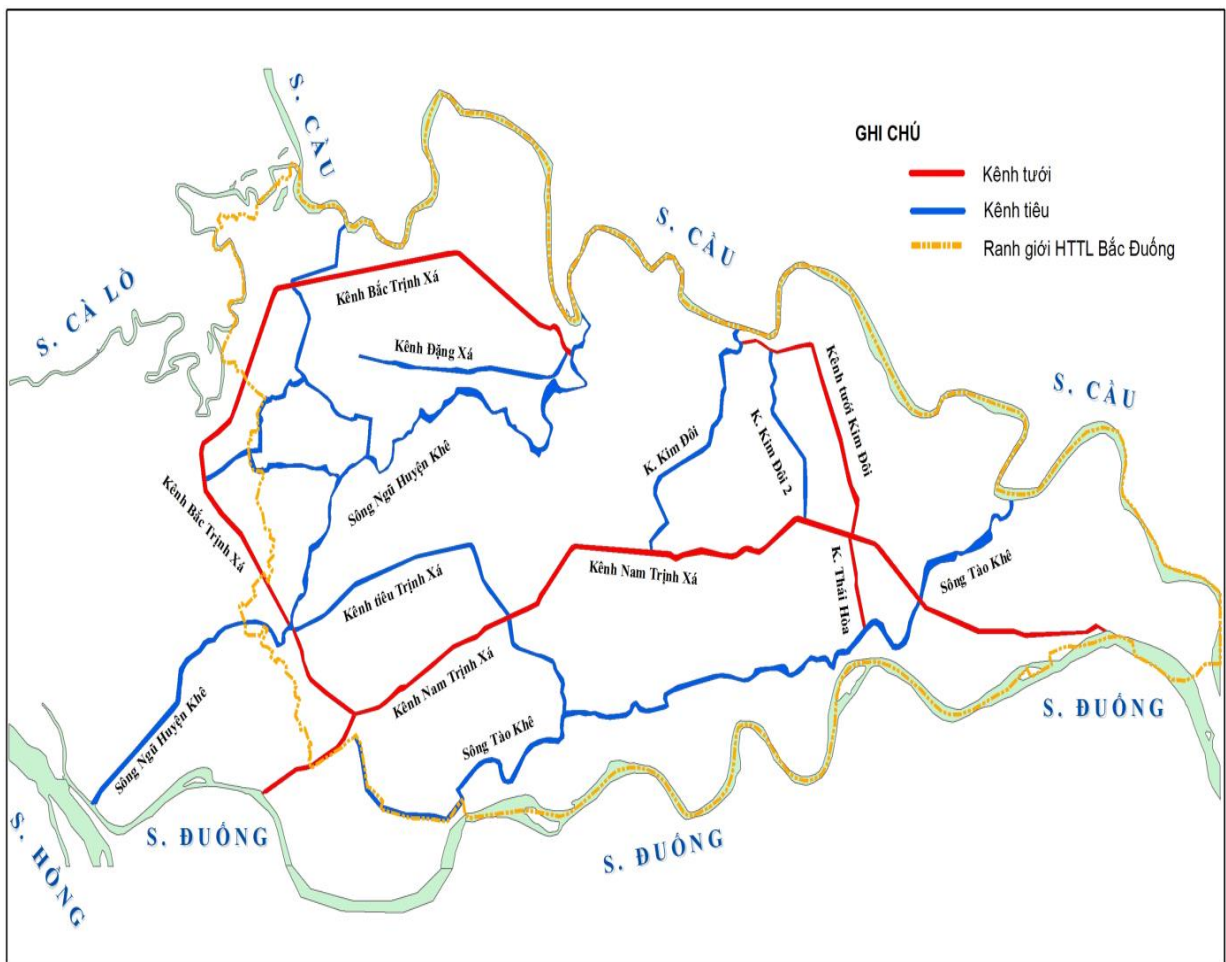 S. CẦU
GHI CHÚ
Kênh tưới
Kênh tiêu
Ranh giới HTTL Bắc Đuống
S. CẦU
S. CÀ LỒ
Kênh Bắc Trịnh Xá
Kênh Đặng Xá
S. CẦU
Kênh tưới Kim Đôi
K. Kim Đôi
K. Kim Đôi 2
Sông Ngũ Huyện Khê
Kênh Bắc Trịnh Xá
Kênh Nam Trịnh Xá
Sông Tào Khê
Kênh tiêu Trịnh Xá
K. Thái Hòa
Kênh Nam Trịnh Xá
Sông Ngũ Huyện Khê
Sông Tào Khê
S. ĐUỐNG
S. HỒNG
S. ĐUỐNG
S. ĐUỐNG